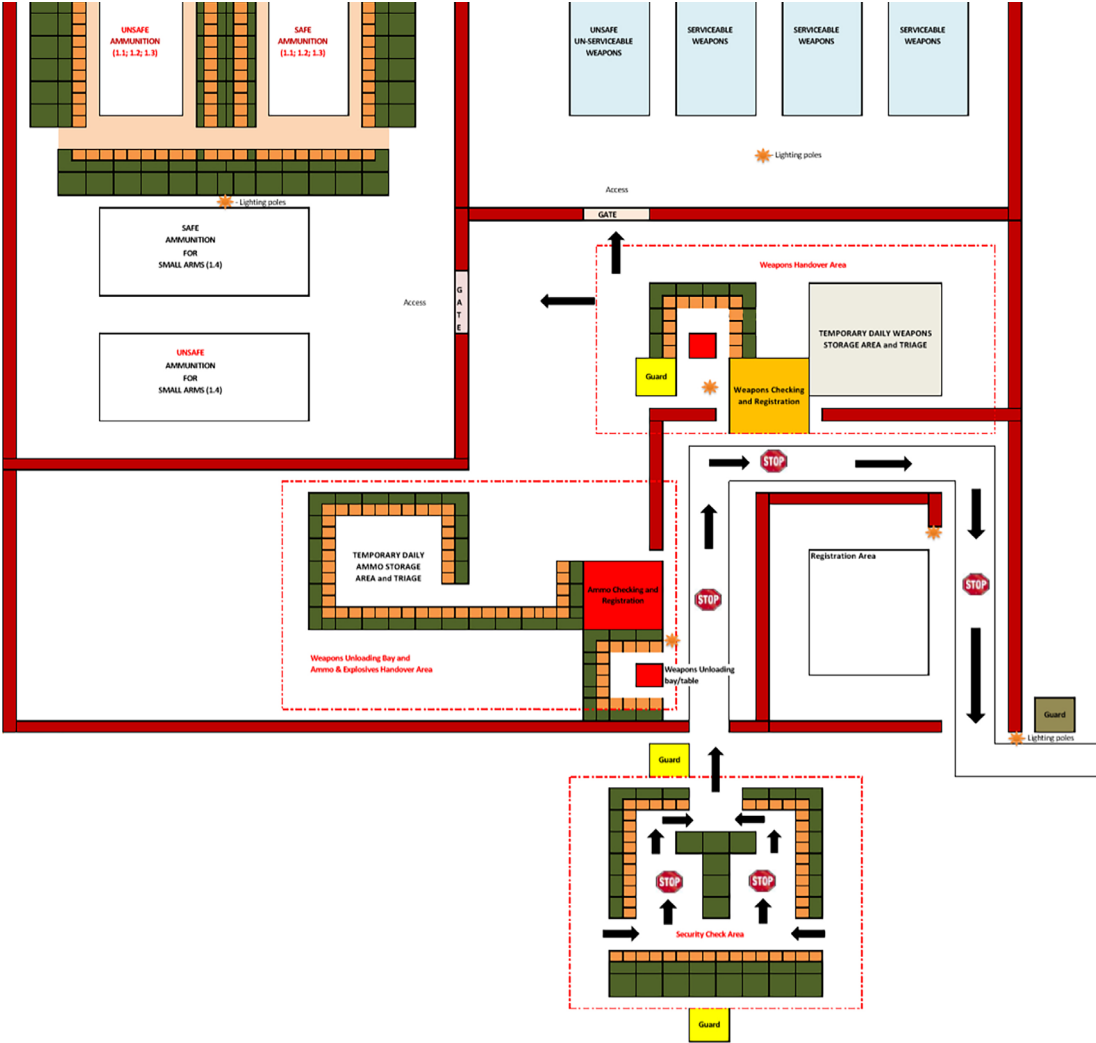 UNSAFE
AMMUNITION
(1.1; 1.2; 1.3)
SAFE
AMMUNITION
(1.1; 1.2; 1.3)
UNSAFE
UN-SERVICEABLE
WEAPONS
SERVICEABLE
WEAPONS
SERVICEABLE
WEAPONS
SERVICEABLE
WEAPONS
- Lighting poles
Access
- Lighting poles
GATE
SAFE
AMMUNITION
FOR
SMALL ARMS (1.4)
Weapons Handover Area
Access
G
A
T
E
TEMPORARY DAILY WEAPONS
STORAGE AREA and TRIAGE
UNSAFE
AMMUNITION
FOR
SMALL ARMS (1.4)
Guard
Weapons Checking
and Registration
STOP
TEMPORARY DAILY
AMMO STORAGE
AREA and TRIAGE
Registration Area
Ammo Checking and
Registration
STOP
STOP
Weapons Unloading Bay and
Ammo & Explosives Handover Area
Weapons Unloading
bay/table
Guard
- Lighting poles
Guard
STOP
STOP
Security Check Area
Guard